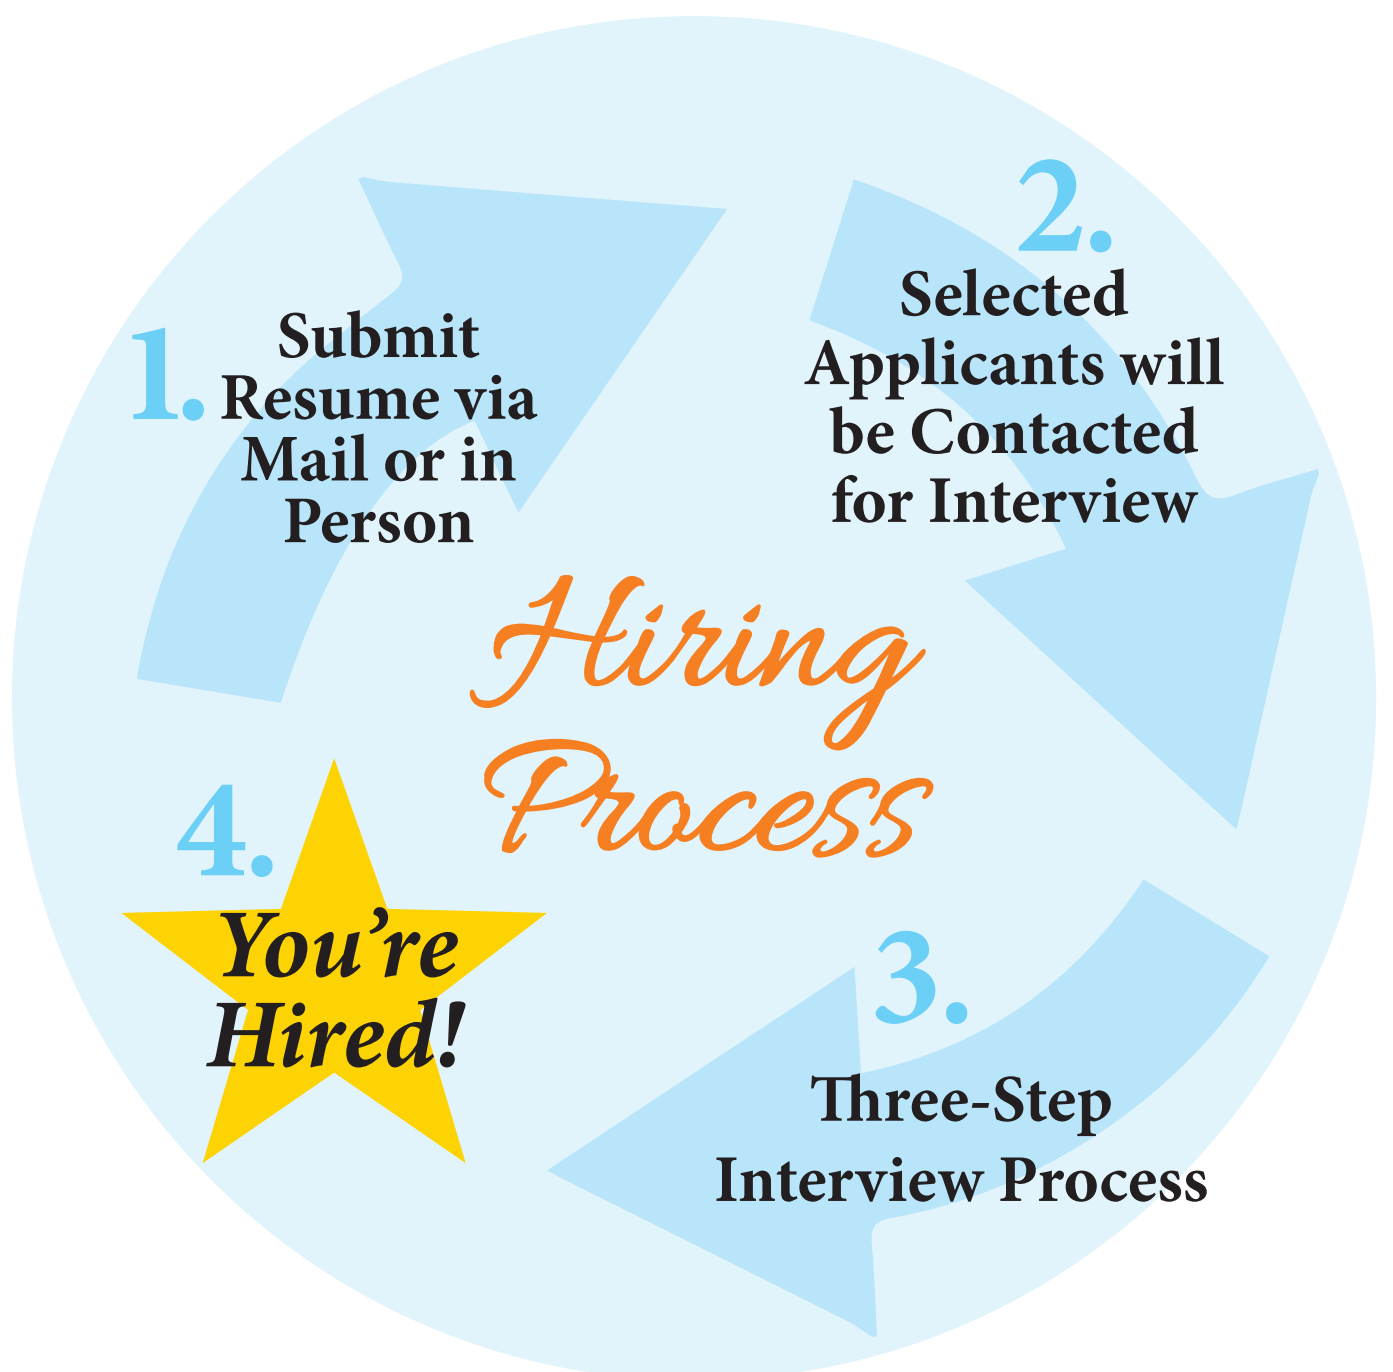 Hiring
Process
1.
Submit
Resume via
Mail or in
Person
2.
Selected
Applicants will
be Contacted
for Interview
3.
Three-Step
Interview Process
4.
You're
Hired!